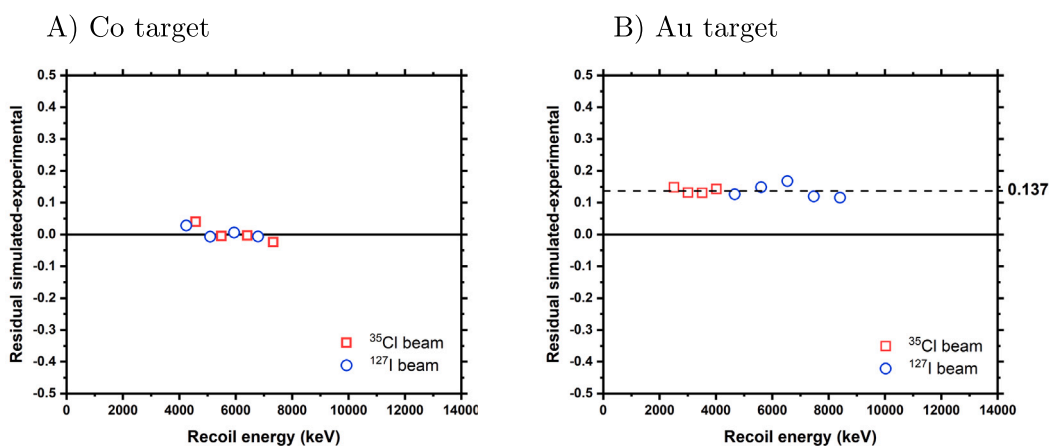 A) Co target
B) Au target
0.5
0.4
0.3
0.2
0.1
0.0
-0.1
-0.2
-0.3
-0.4
-0.5
Residual simulated-experimental
35Cl beam
127I beam
0 2000 4000 6000 8000 10000 12000 14000
Recoil energy (keV)
0.5
0.4
0.3
0.2
0.1
0.0
-0.1
-0.2
-0.3
-0.4
-0.5
Residual simulated-experimental
0.137
35Cl beam
127I beam
0 2000 4000 6000 8000 10000 12000 14000
Recoil energy (keV)